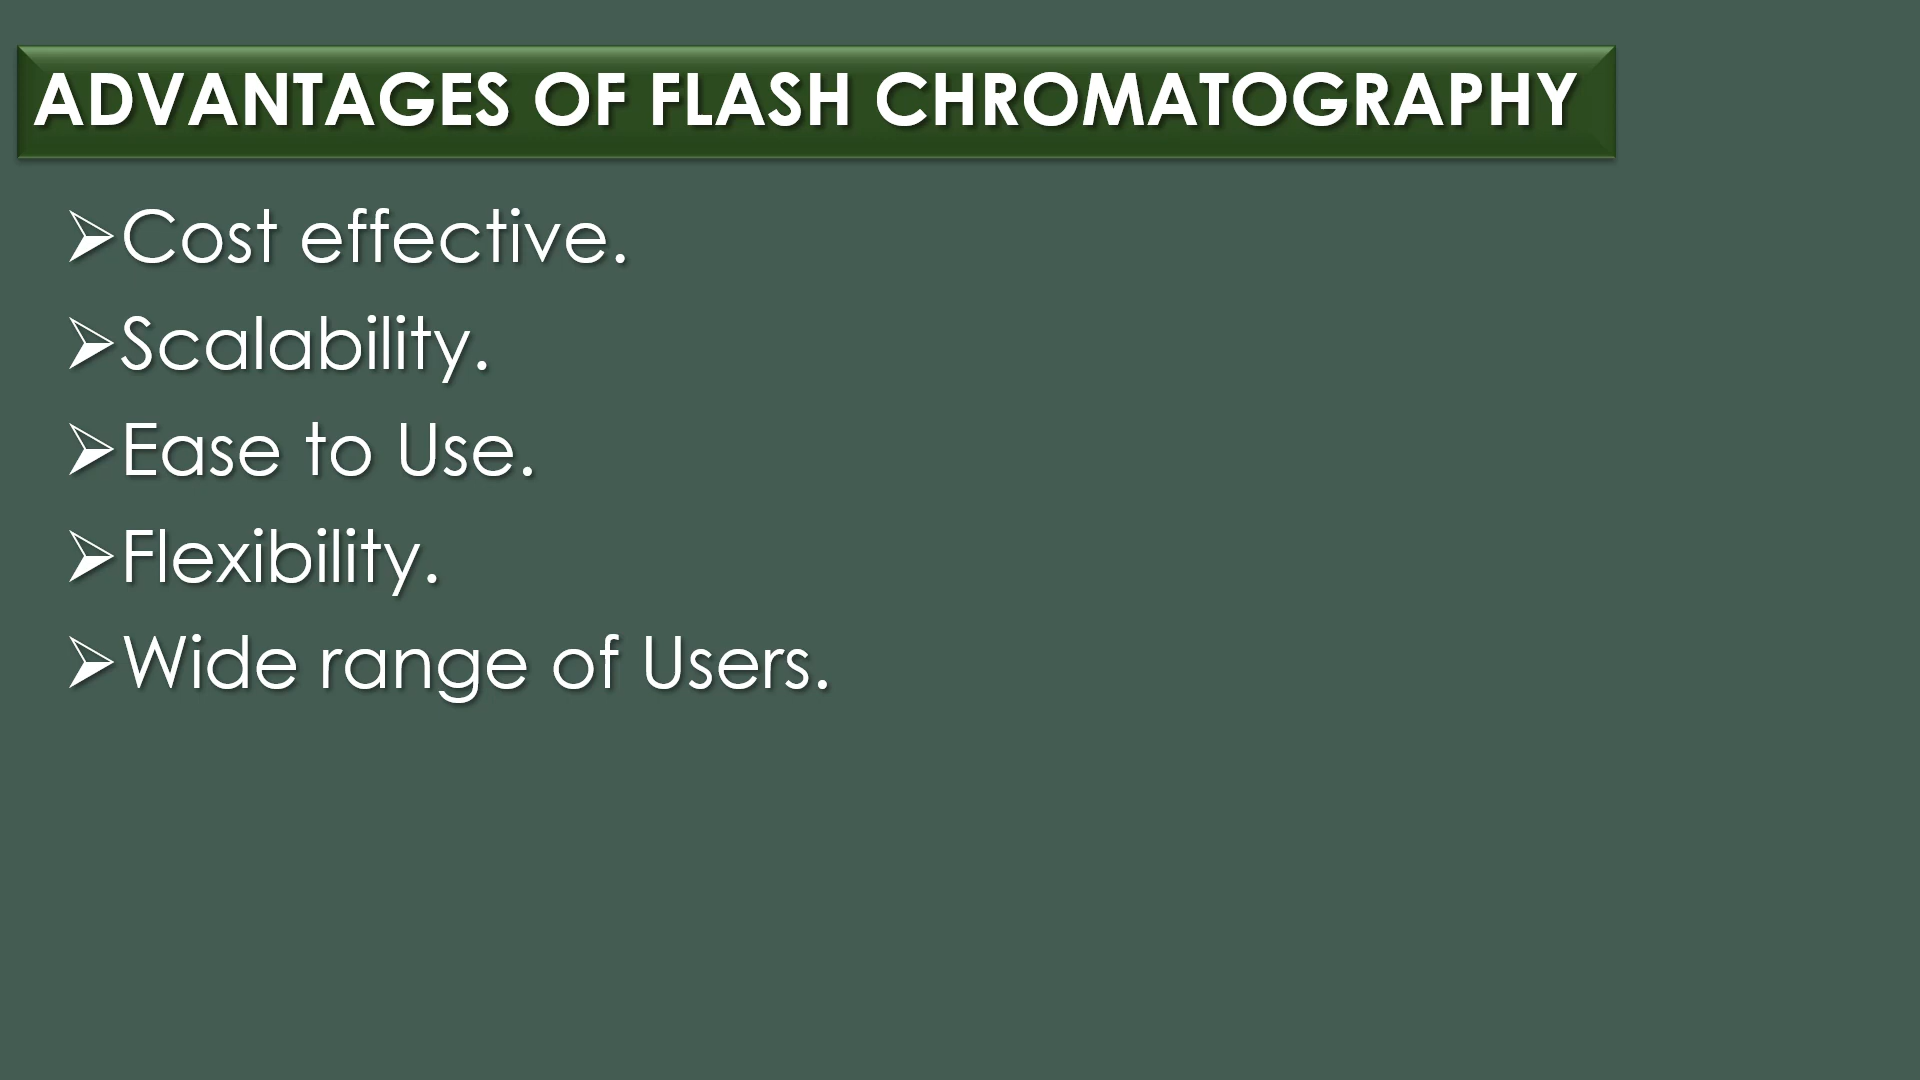 ADVANTAGES OF FLASH CHROMATOGRAPHY
➢Cost effective.
➢Scalability.
➢Ease to Use.
➢Flexibility.
➢Wide range of Users.